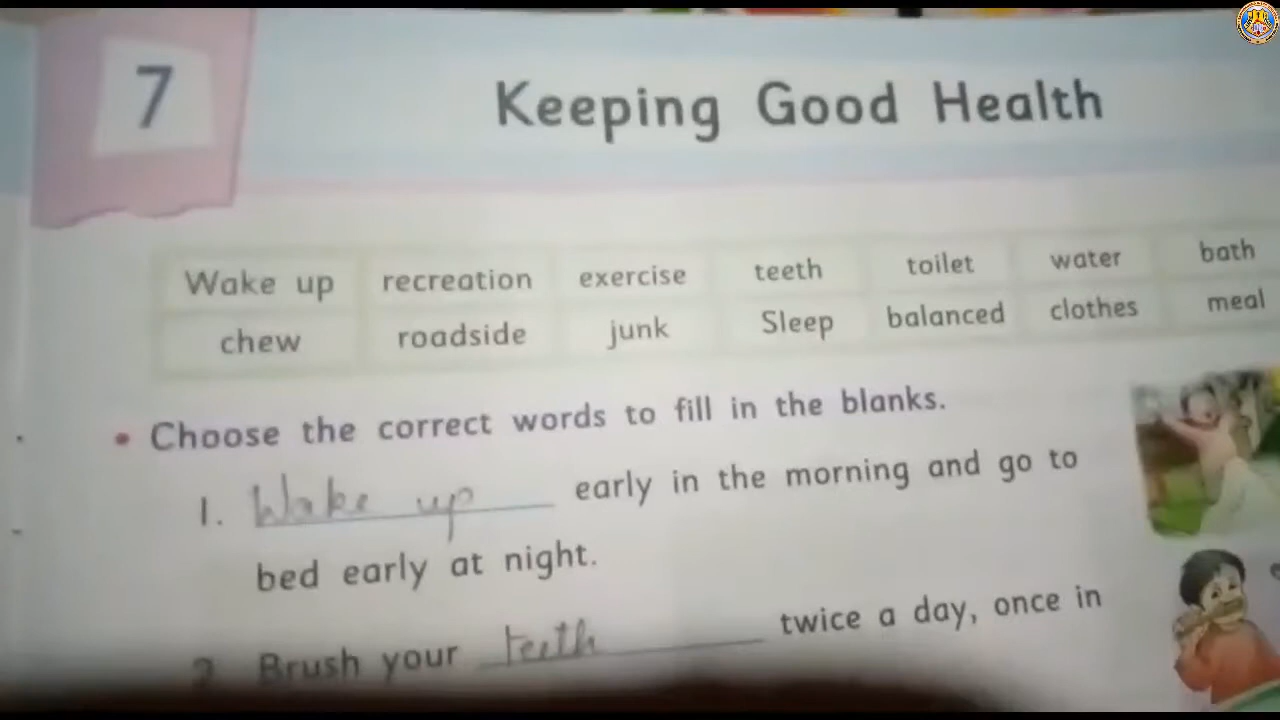 7
Keeping Good Health
Wake up recreation exercise teeth toilet water bath
chew roadside junk Sleep balanced clothes meal
• Choose the correct words to fill in the blanks.
1. Wake up early in the morning and go to
bed early at night.
2. Brush your teeth twice a day, once in